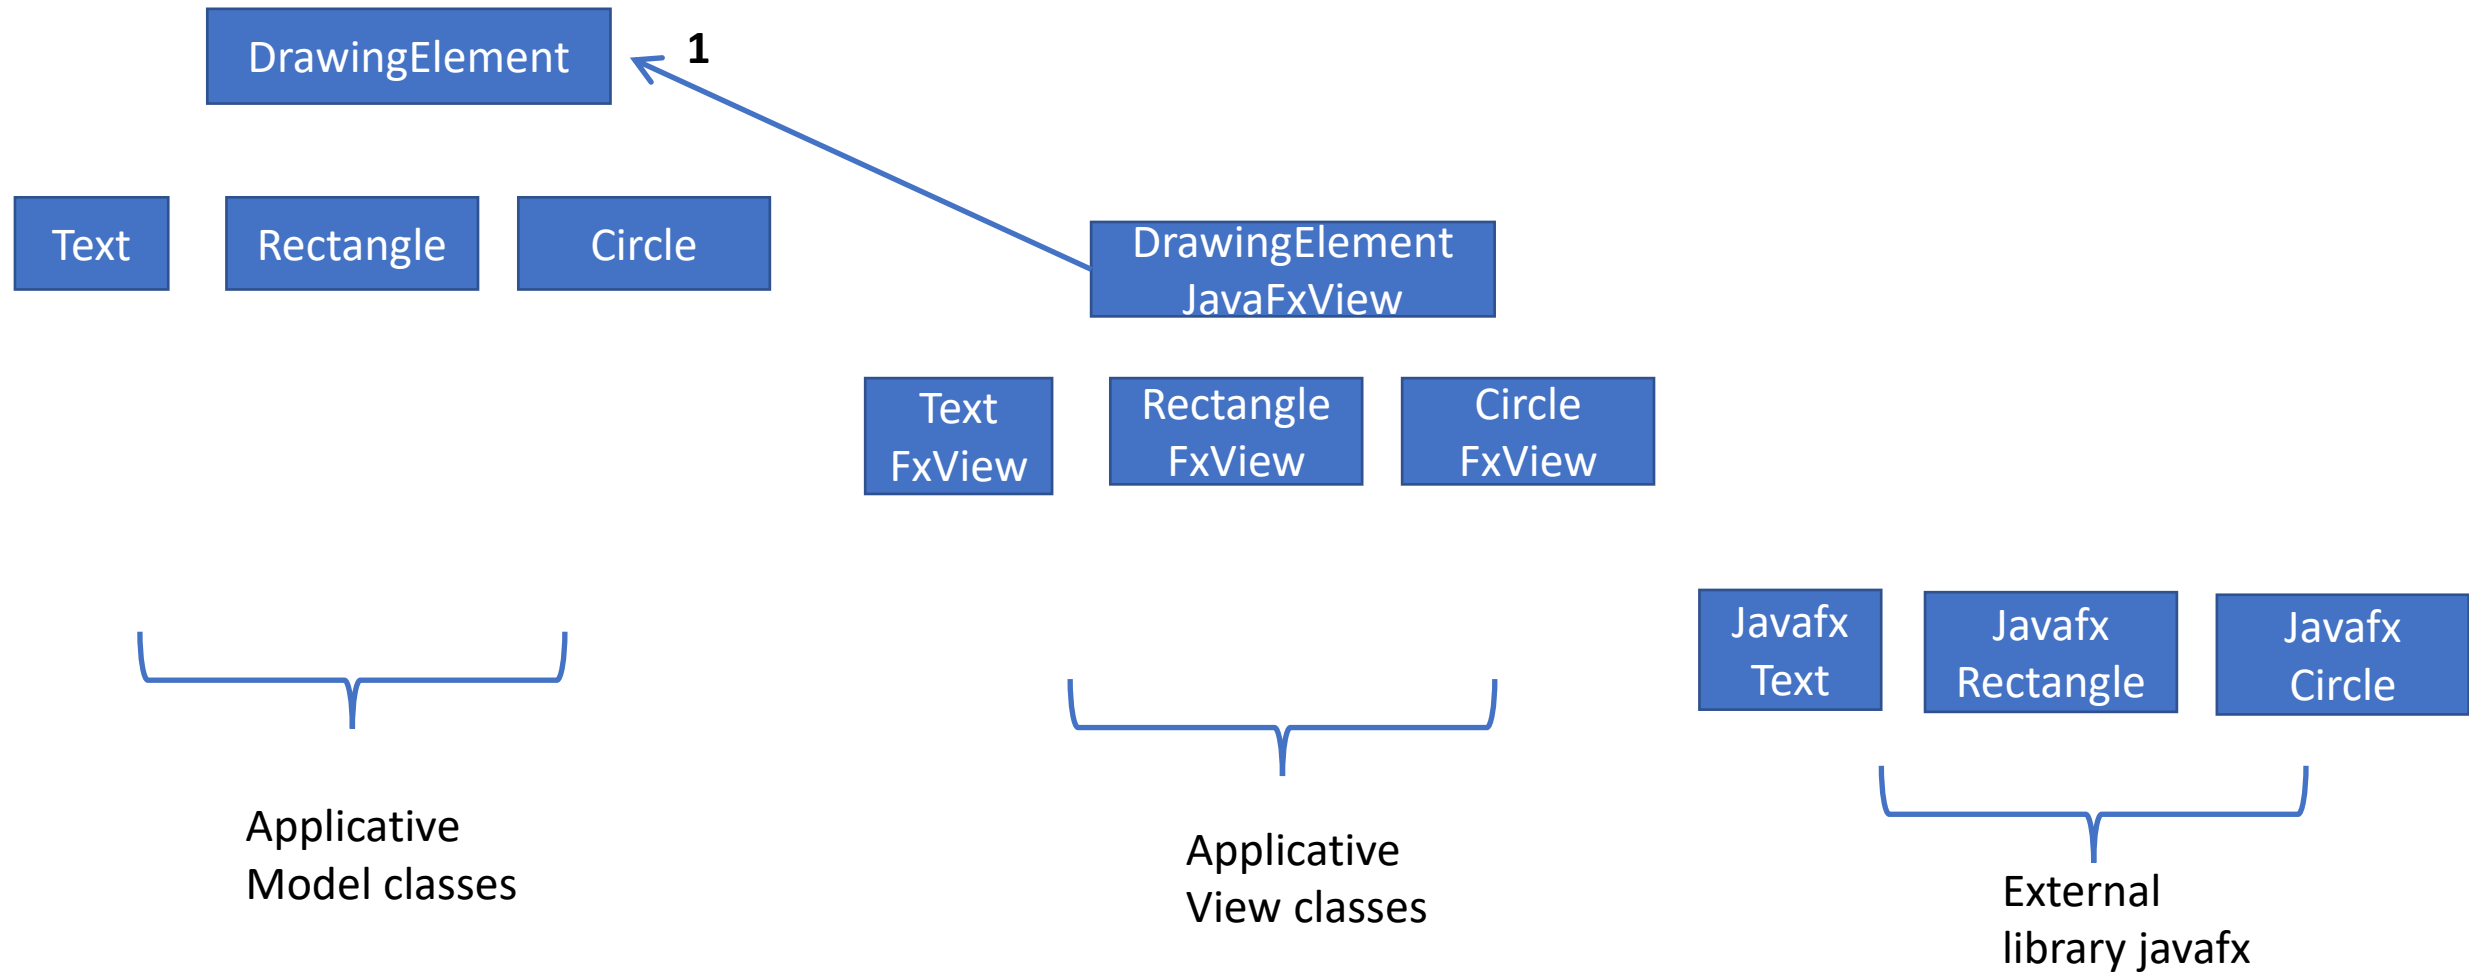 DrawingElement
1
Text
Rectangle
Circle
DrawingElement
JavaFxView
Text
FxView
Rectangle
FxView
Circle
FxView
Javafx
Text
Javafx
Rectangle
Javafx
Circle
Applicative
Model classes
Applicative
View classes
External
library javafx